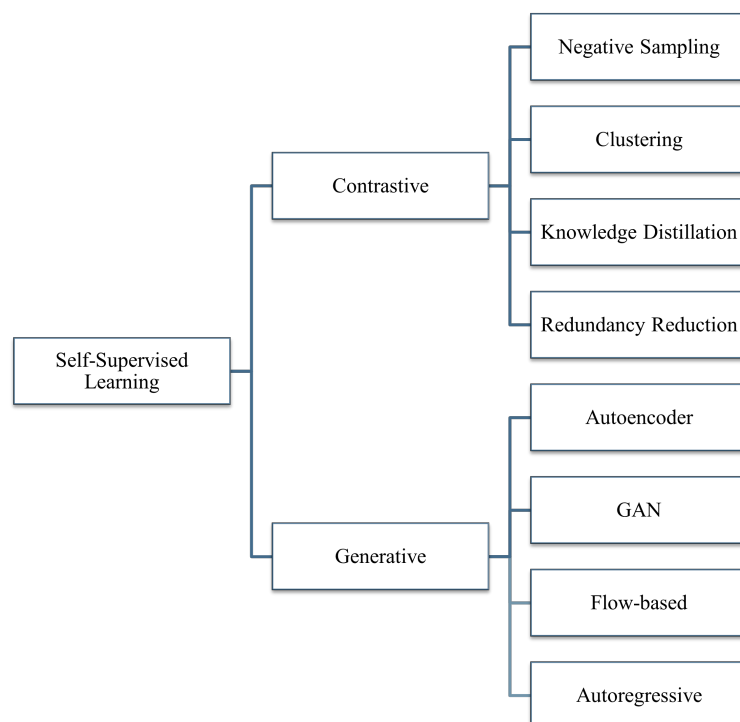 Negative Sampling
Clustering
Contrastive
Knowledge Distillation
Redundancy Reduction
Self-Supervised
Learning
Autoencoder
GAN
Generative
Flow-based
Autoregressive